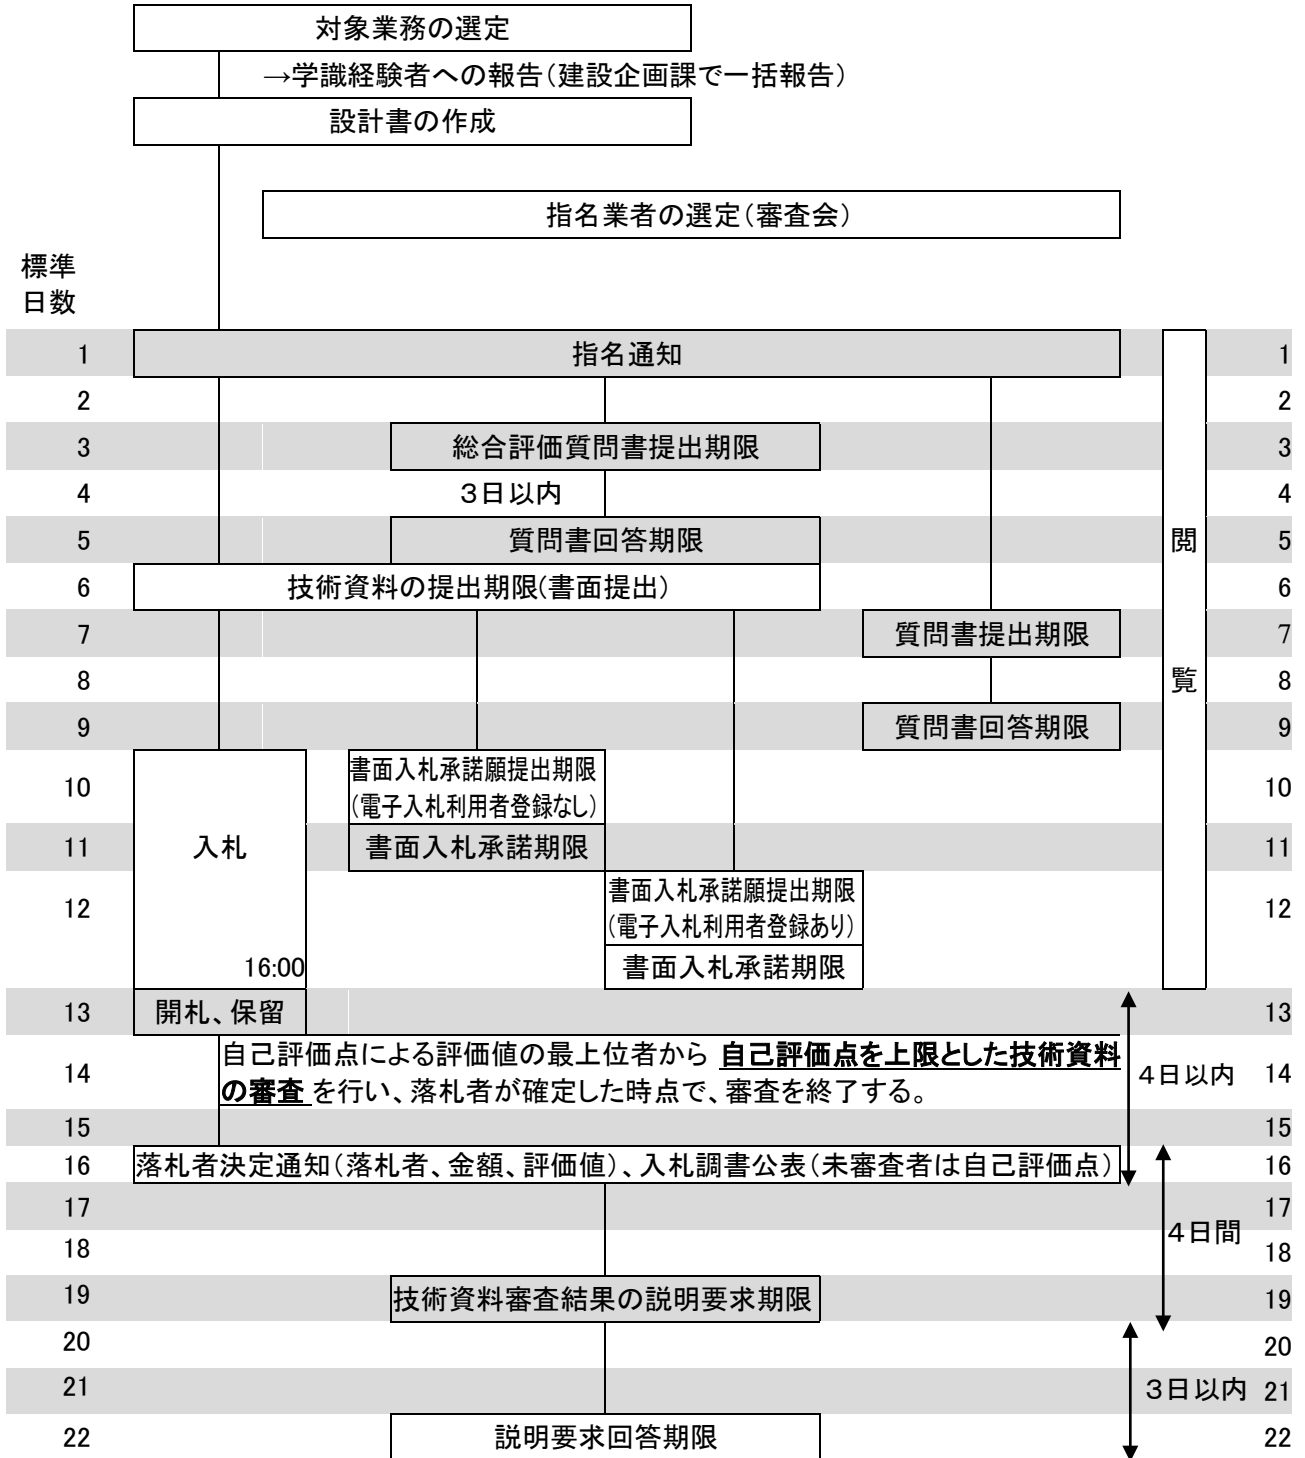 対象業務の選定
→学識経験者への報告（建設企画課で一括報告）
設計書の作成
指名業者の選定（審査会）
標準
日数
1 指名通知 1
2 2
3 総合評価質問書提出期限 3
4 ３日以内 4
5 質問書回答期限 閲 5
6 技術資料の提出期限(書面提出） 6
7 質問書提出期限 7
8 覧 8
9 質問書回答期限 9
書面入札承諾願提出期限
10 10
（電子入札利用者登録なし）
11 入札 書面入札承諾期限 11
書面入札承諾願提出期限
12 12
（電子入札利用者登録あり）
16:00 書面入札承諾期限
13 開札、保留 13
自己評価点による評価値の最上位者から 自己評価点を上限とした技術資料
14 ４日以内 14
の審査 を行い、落札者が確定した時点で、審査を終了する。
15 15
16 落札者決定通知（落札者、金額、評価値）、入札調書公表（未審査者は自己評価点） 16
17 17
４日間
18 18
19 技術資料審査結果の説明要求期限 19
20 20
21 ３日以内 21
22 説明要求回答期限 22